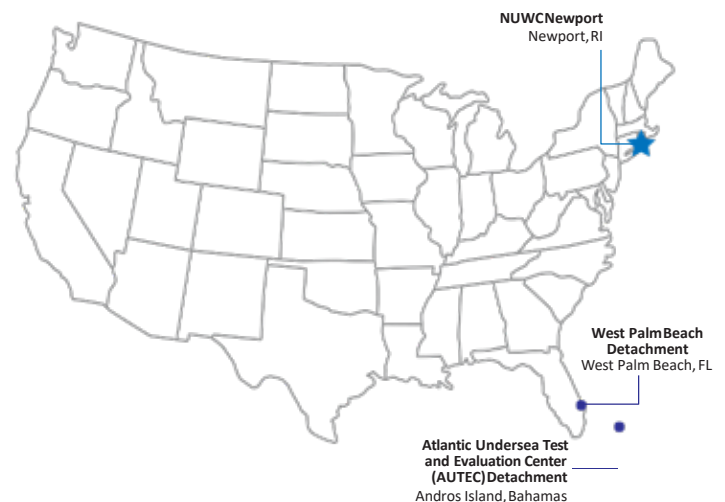 NUWCNewport
Newport, RI
West PalmBeach
Detachment
West Palm Beach, FL
Atlantic Undersea Test
and Evaluation Center
(AUTEC)Detachment
Andros Island, Bahamas